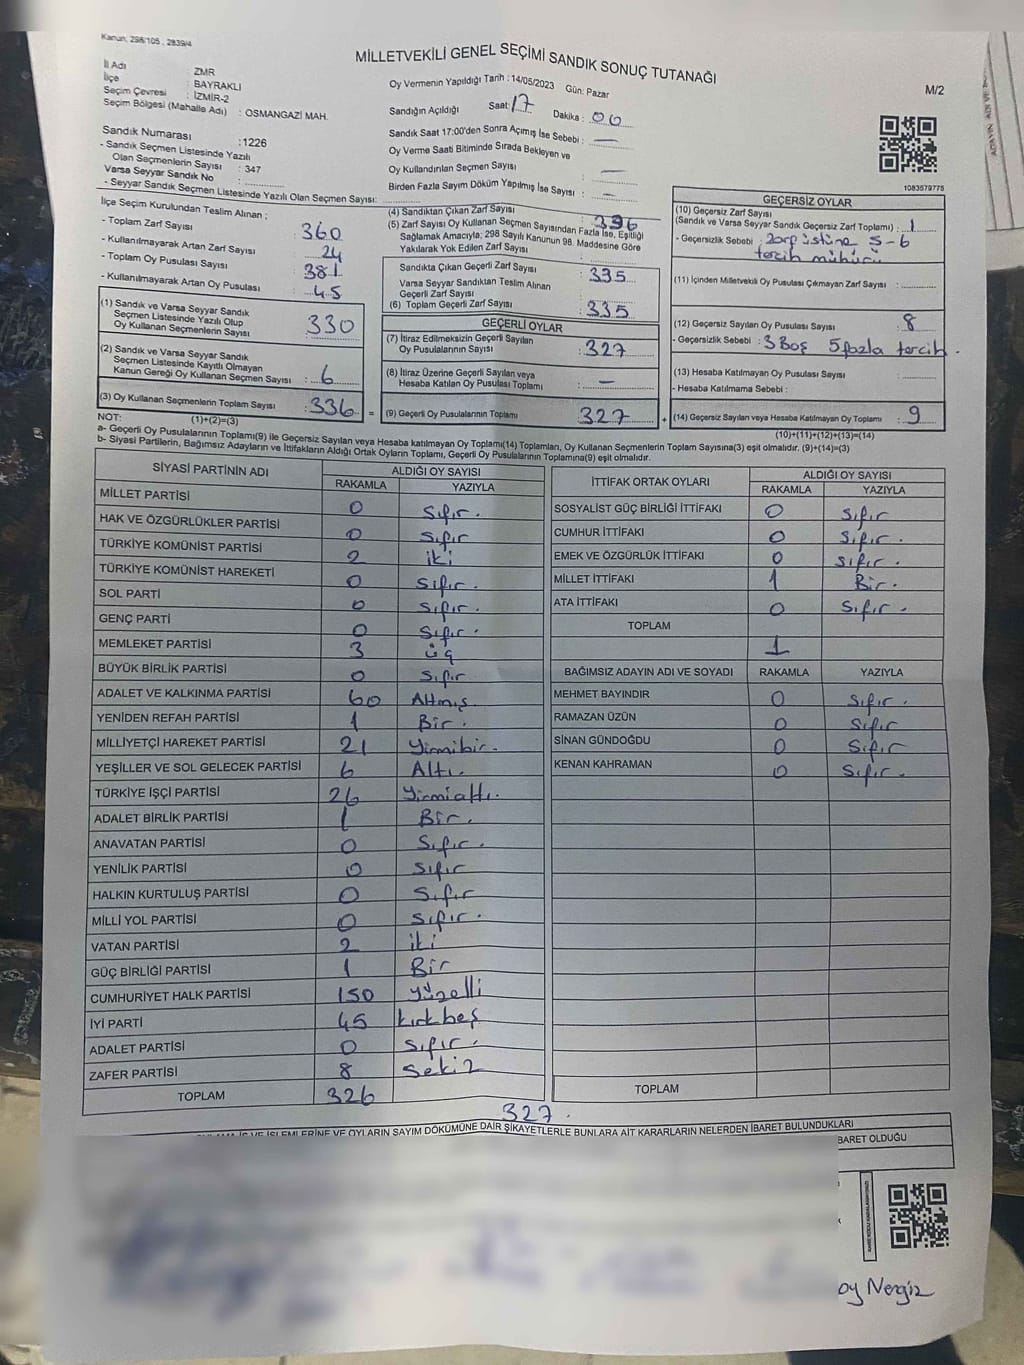 Kanun; 298/105 ; 2839/4
MİLLETVEKİLİ GENEL SEÇİMİ SANDIK SONUÇ TUTANAĞI
M/2
İl Adı : ZMR
İlçe : BAYRAKLI
Seçim Çevresi : İZMİR-2
Seçim Bölgesi (Mahalle Adı) : OSMANGAZİ MAH.
Oy Vermenin Yapıldığı Tarih : 14/05/2023 Gün: Pazar
Sandığın Açıldığı Saat: 17 Dakika : 00
Sandık Saat 17:00'den Sonra Açımış İse Sebebi : —
Oy Verme Saati Bitiminde Sırada Bekleyen ve
Oy Kullandırılan Seçmen Sayısı : —
Birden Fazla Sayım Döküm Yapılmış İse Sayısı : —
Sandık Numarası : 1226
- Sandık Seçmen Listesinde Yazılı
Olan Seçmenlerin Sayısı : 347
Varsa Seyyar Sandık No :
- Seyyar Sandık Seçmen Listesinde Yazılı Olan Seçmen Sayısı:
1083579775
İlçe Seçim Kurulundan Teslim Alınan ;
- Toplam Zarf Sayısı : 360
- Kullanılmayarak Artan Zarf Sayısı : 24
- Toplam Oy Pusulası Sayısı : 381
- Kullanılmayarak Artan Oy Pusulası : 45
(1) Sandık ve Varsa Seyyar Sandık
Seçmen Listesinde Yazılı Olup
Oy Kullanan Seçmenlerin Sayısı : 330
(2) Sandık ve Varsa Seyyar Sandık
Seçmen Listesinde Kayıtlı Olmayan
Kanun Gereği Oy Kullanan Seçmen Sayısı : 6
(3) Oy Kullanan Seçmenlerin Toplam Sayısı : 336 =
(1)+(2)=(3)
(4) Sandıktan Çıkan Zarf Sayısı : 336
(5) Zarf Sayısı Oy Kullanan Seçmen Sayısından Fazla İse, Eşitliği
Sağlamak Amacıyla; 298 Sayılı Kanunun 98. Maddesine Göre
Yakılarak Yok Edilen Zarf Sayısı :
Sandıkta Çıkan Geçerli Zarf Sayısı : 335
Varsa Seyyar Sandıktan Teslim Alınan
Geçerli Zarf Sayısı :
(6) Toplam Geçerli Zarf Sayısı : 335
GEÇERLİ OYLAR
(7) İtiraz Edilmeksizin Geçerli Sayılan
Oy Pusulalarının Sayısı : 327
(8) İtiraz Üzerine Geçerli Sayılan veya
Hesaba Katılan Oy Pusulası Toplamı : —
(9) Geçerli Oy Pusulalarının Toplamı : 327 +
GEÇERSİZ OYLAR
(10) Geçersiz Zarf Sayısı
(Sandık ve Varsa Seyyar Sandık Geçersiz Zarf Toplamı) : 1
- Geçersizlik Sebebi : Zarf üstüne 5-6
tercih mühürü
(11) İçinden Milletvekili Oy Pusulası Çıkmayan Zarf Sayısı :
(12) Geçersiz Sayılan Oy Pusulası Sayısı : 8
- Geçersizlik Sebebi : 3 Boş 5 fazla tercih .
(13) Hesaba Katılmayan Oy Pusulası Sayısı :
- Hesaba Katılmama Sebebi :
(14) Geçersiz Sayılan veya Hesaba Katılmayan Oy Toplamı : 9
(10)+(11)+(12)+(13)=(14)
NOT:
a- Geçerli Oy Pusulalarının Toplamı(9) ile Geçersiz Sayılan veya Hesaba katılmayan Oy Toplamı(14) Toplamları, Oy Kullanan Seçmenlerin Toplam Sayısına(3) eşit olmalıdır. (9)+(14)=(3)
b- Siyasi Partilerin, Bağımsız Adayların ve İttifakların Aldığı Ortak Oyların Toplamı, Geçerli Oy Pusulalarının Toplamına(9) eşit olmalıdır.
SİYASİ PARTİNİN ADI ALDIĞI OY SAYISI
RAKAMLA YAZIYLA
MİLLET PARTİSİ 0 Sıfır.
HAK VE ÖZGÜRLÜKLER PARTİSİ 0 Sıfır
TÜRKİYE KOMÜNİST PARTİSİ 2 iki
TÜRKİYE KOMÜNİST HAREKETİ 0 Sıfır.
SOL PARTİ 0 Sıfır.
GENÇ PARTİ 0 Sıfır.
MEMLEKET PARTİSİ 3 üç
BÜYÜK BİRLİK PARTİSİ 0 Sıfır
ADALET VE KALKINMA PARTİSİ 60 Altmış
YENİDEN REFAH PARTİSİ 1 Bir.
MİLLİYETÇİ HAREKET PARTİSİ 21 Yirmibir.
YEŞİLLER VE SOL GELECEK PARTİSİ 6 Altı.
TÜRKİYE İŞÇİ PARTİSİ 26 Yirmialtı.
ADALET BİRLİK PARTİSİ 1 Bir.
ANAVATAN PARTİSİ 0 Sıfır.
YENİLİK PARTİSİ 0 Sıfır
HALKIN KURTULUŞ PARTİSİ 0 Sıfır
MİLLİ YOL PARTİSİ 0 Sıfır.
VATAN PARTİSİ 2 iki
GÜÇ BİRLİĞİ PARTİSİ 1 Bir
CUMHURİYET HALK PARTİSİ 150 Yüzelli
İYİ PARTİ 45 kırkbeş
ADALET PARTİSİ 0 Sıfır.
ZAFER PARTİSİ 8 Sekiz
TOPLAM 326
İTTİFAK ORTAK OYLARI ALDIĞI OY SAYISI
RAKAMLA YAZIYLA
SOSYALİST GÜÇ BİRLİĞİ İTTİFAKI 0 Sıfır
CUMHUR İTTİFAKI 0 Sıfır.
EMEK VE ÖZGÜRLÜK İTTİFAKI 0 Sıfır.
MİLLET İTTİFAKI 1 Bir.
ATA İTTİFAKI 0 Sıfır.
TOPLAM 1
BAĞIMSIZ ADAYIN ADI VE SOYADI RAKAMLA YAZIYLA
MEHMET BAYINDIR 0 Sıfır.
RAMAZAN ÜZÜN 0 Sıfır
SİNAN GÜNDOĞDU 0 Sıfır
KENAN KAHRAMAN 0 Sıfır.
TOPLAM
327.
İŞ VE İŞLEMLERİNE VE OYLARIN SAYIM DÖKÜMÜNE DAİR ŞİKAYETLERLE BUNLARA AİT KARARLARIN NELERDEN İBARET BULUNDUKLARI
BARET OLDUĞU
oy Nergiz